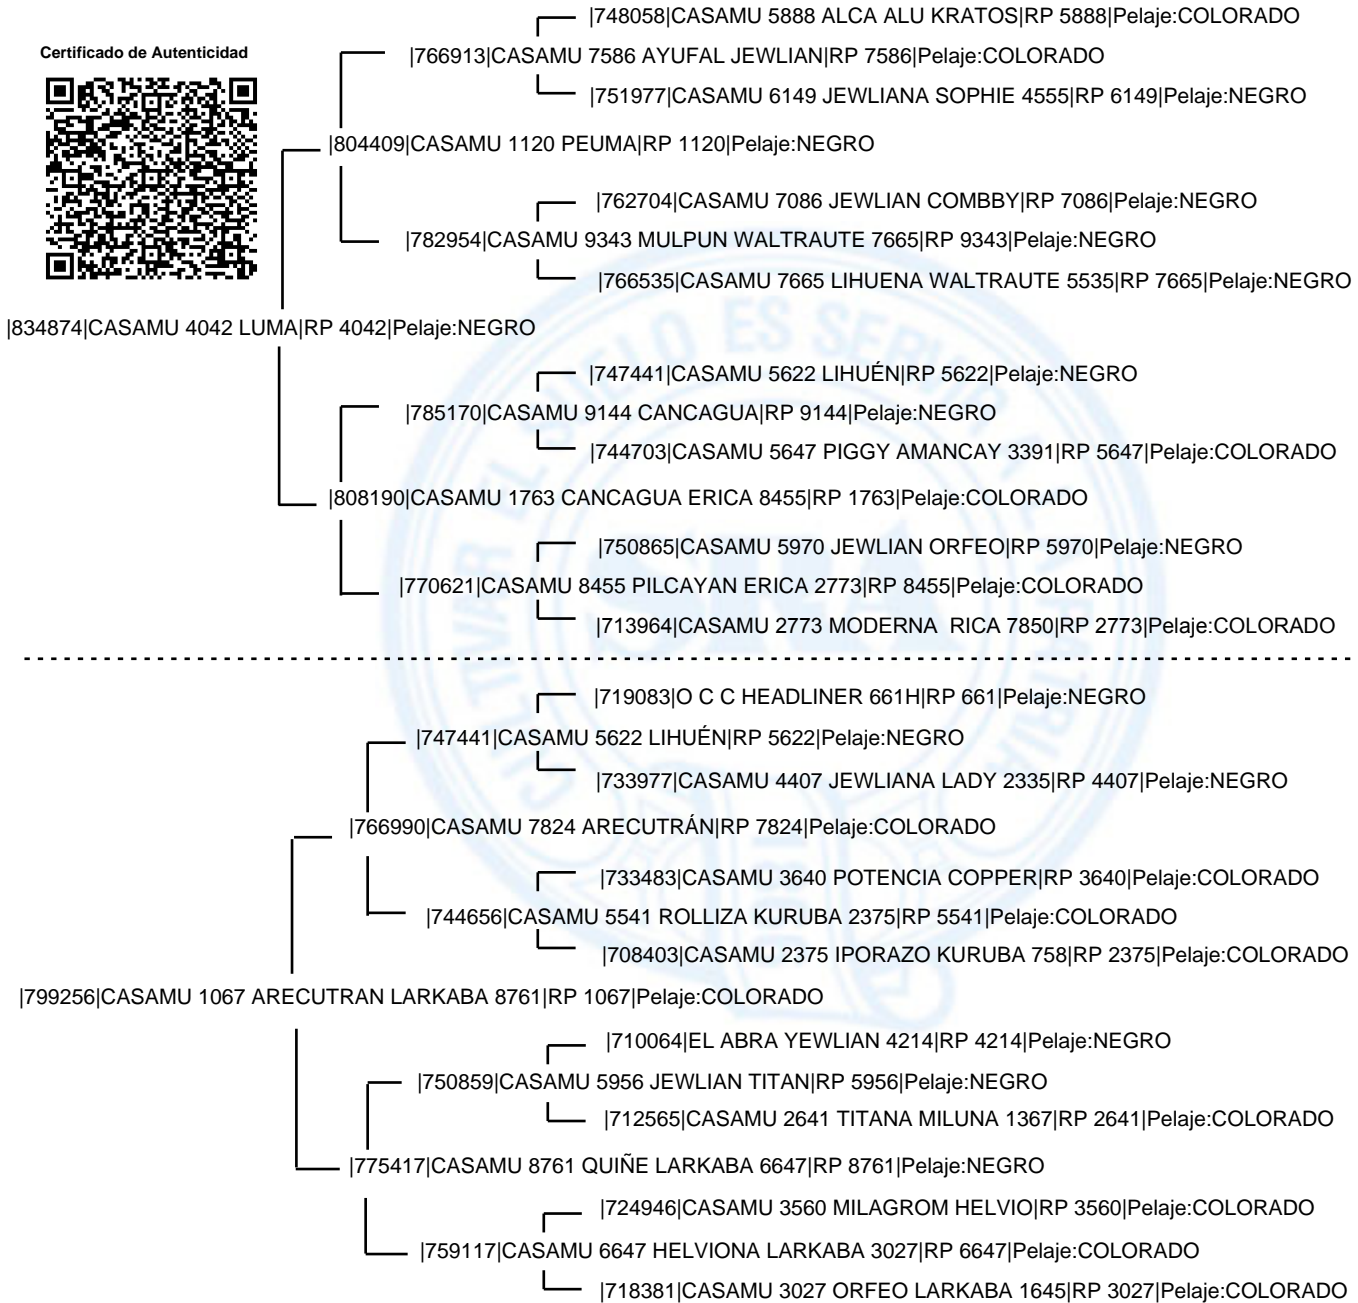 |748058|CASAMU 5888 ALCA ALU KRATOS|RP 5888|Pelaje:COLORADO
Certificado de Autenticidad
|766913|CASAMU 7586 AYUFAL JEWLIAN|RP 7586|Pelaje:COLORADO
|751977|CASAMU 6149 JEWLIANA SOPHIE 4555|RP 6149|Pelaje:NEGRO
|804409|CASAMU 1120 PEUMA|RP 1120|Pelaje:NEGRO
|762704|CASAMU 7086 JEWLIAN COMBBY|RP 7086|Pelaje:NEGRO
|782954|CASAMU 9343 MULPUN WALTRAUTE 7665|RP 9343|Pelaje:NEGRO
|766535|CASAMU 7665 LIHUENA WALTRAUTE 5535|RP 7665|Pelaje:NEGRO
|834874|CASAMU 4042 LUMA|RP 4042|Pelaje:NEGRO
|747441|CASAMU 5622 LIHUÉN|RP 5622|Pelaje:NEGRO
|785170|CASAMU 9144 CANCAGUA|RP 9144|Pelaje:NEGRO
|744703|CASAMU 5647 PIGGY AMANCAY 3391|RP 5647|Pelaje:COLORADO
|808190|CASAMU 1763 CANCAGUA ERICA 8455|RP 1763|Pelaje:COLORADO
|750865|CASAMU 5970 JEWLIAN ORFEO|RP 5970|Pelaje:NEGRO
|770621|CASAMU 8455 PILCAYAN ERICA 2773|RP 8455|Pelaje:COLORADO
|713964|CASAMU 2773 MODERNA  RICA 7850|RP 2773|Pelaje:COLORADO
|719083|O C C HEADLINER 661H|RP 661|Pelaje:NEGRO
|747441|CASAMU 5622 LIHUÉN|RP 5622|Pelaje:NEGRO
|733977|CASAMU 4407 JEWLIANA LADY 2335|RP 4407|Pelaje:NEGRO
|766990|CASAMU 7824 ARECUTRÁN|RP 7824|Pelaje:COLORADO
|733483|CASAMU 3640 POTENCIA COPPER|RP 3640|Pelaje:COLORADO
|744656|CASAMU 5541 ROLLIZA KURUBA 2375|RP 5541|Pelaje:COLORADO
|708403|CASAMU 2375 IPORAZO KURUBA 758|RP 2375|Pelaje:COLORADO
|799256|CASAMU 1067 ARECUTRAN LARKABA 8761|RP 1067|Pelaje:COLORADO
|710064|EL ABRA YEWLIAN 4214|RP 4214|Pelaje:NEGRO
|750859|CASAMU 5956 JEWLIAN TITAN|RP 5956|Pelaje:NEGRO
|712565|CASAMU 2641 TITANA MILUNA 1367|RP 2641|Pelaje:COLORADO
|775417|CASAMU 8761 QUIÑE LARKABA 6647|RP 8761|Pelaje:NEGRO
|724946|CASAMU 3560 MILAGROM HELVIO|RP 3560|Pelaje:COLORADO
|759117|CASAMU 6647 HELVIONA LARKABA 3027|RP 6647|Pelaje:COLORADO
|718381|CASAMU 3027 ORFEO LARKABA 1645|RP 3027|Pelaje:COLORADO
CULTIVAR EL SUELO ES SERVIR A LA PATRIA
SRA
1866